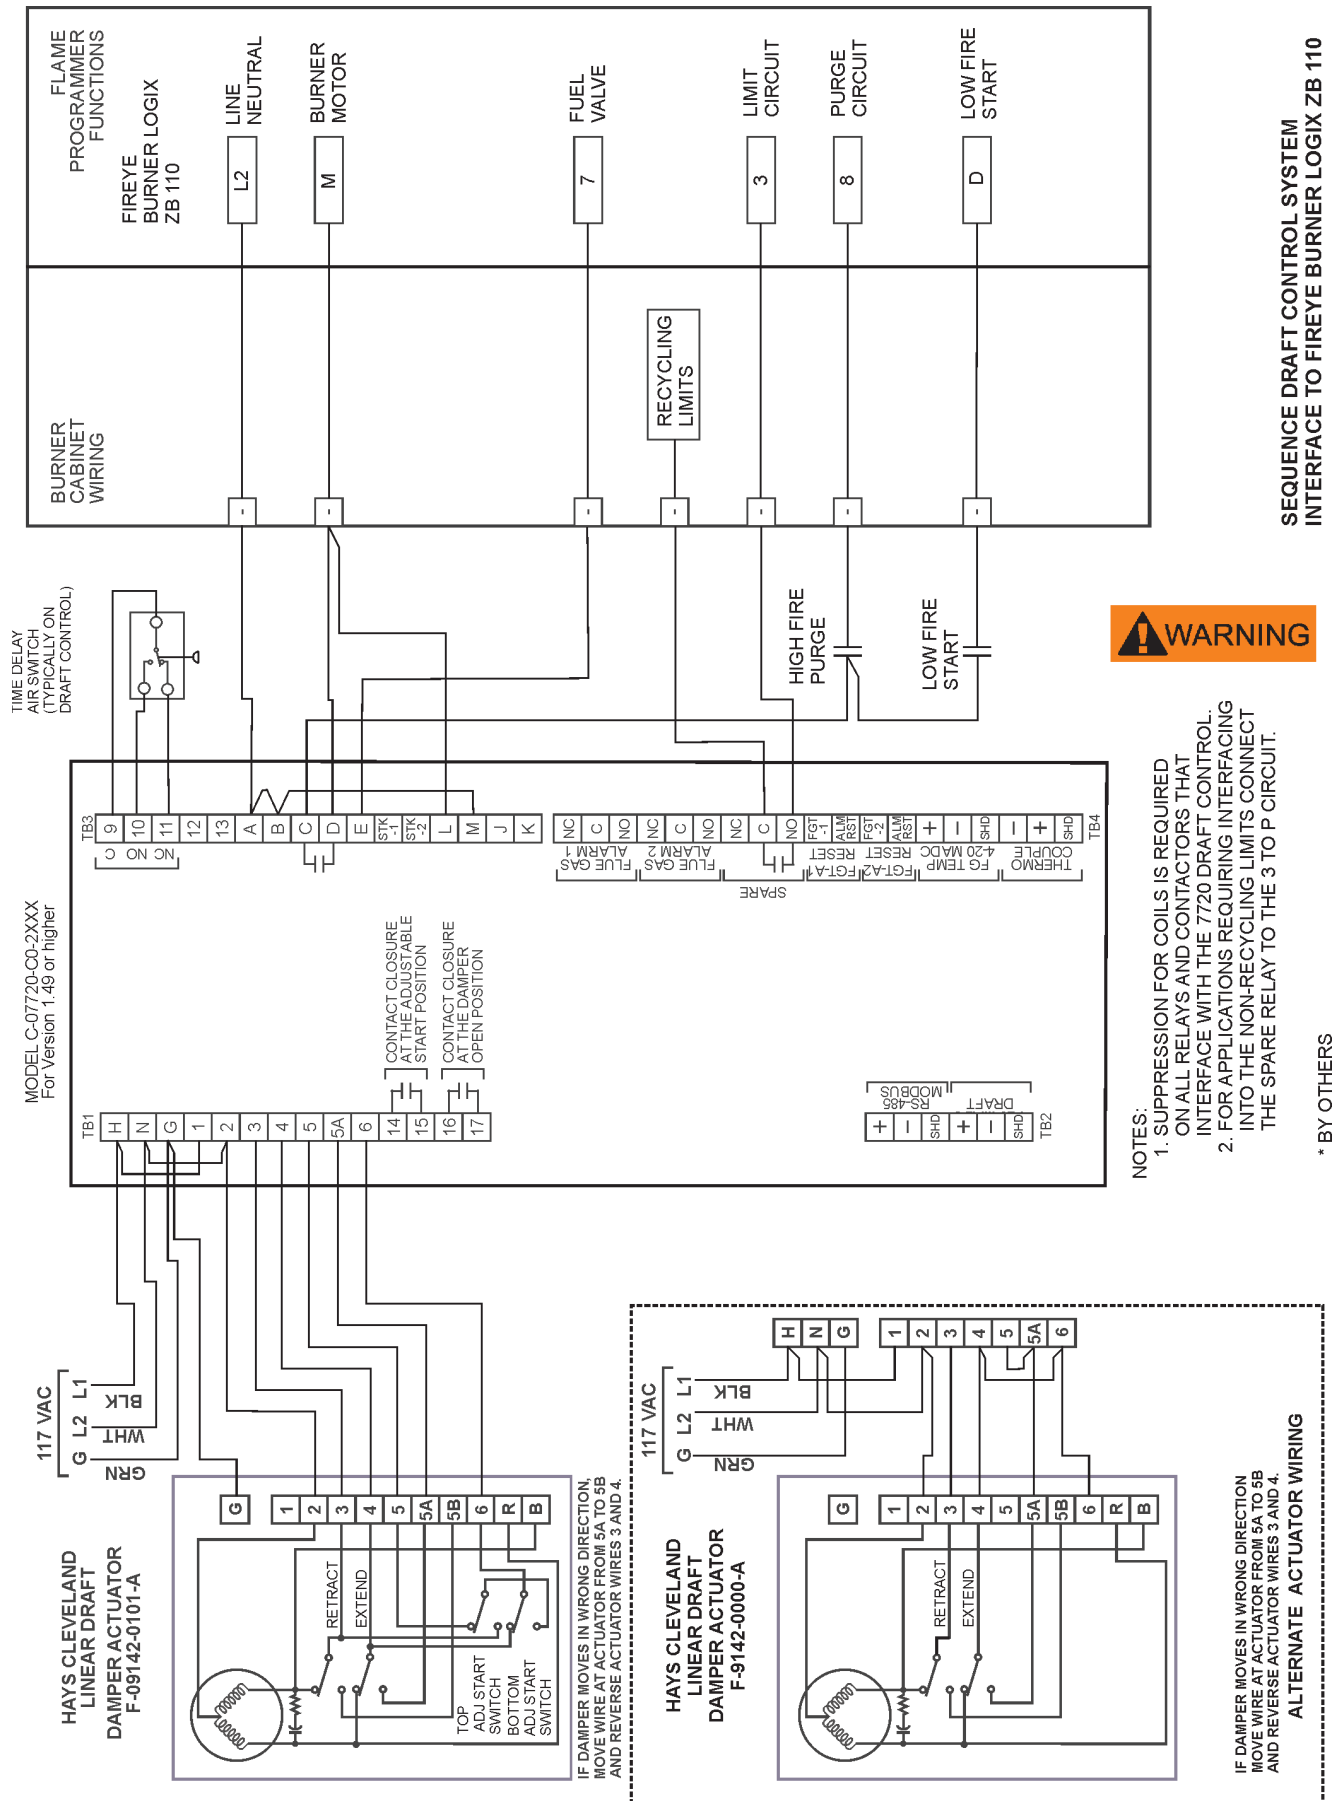 FLAME
PROGRAMMER
FUNCTIONS
FIREYE
BURNER LOGIX
ZB 110
LINE
NEUTRAL
L2
BURNER
MOTOR
M
FUEL
VALVE
7
LIMIT
CIRCUIT
3
PURGE
CIRCUIT
8
LOW FIRE
START
D
BURNER
CABINET
WIRING
RECYCLING
LIMITS
-
-
-
-
-
-
-
SEQUENCE DRAFT CONTROL SYSTEM
INTERFACE TO FIREYE BURNER LOGIX ZB 110
TIME DELAY
AIR SWITCH
(TYPICALLY ON
DRAFT CONTROL)
HIGH FIRE
PURGE
LOW FIRE
START
WARNING
MODEL C-07720-C0-2XXX
For Version 1.49 or higher
TB3
9
10
11
12
13
A
B
C
D
E
STK
-1
STK
-2
L
M
J
K
C
NO
NC
NC
C
NO
NC
C
NO
NC
C
NO
FGT
-1
ALM
RST
FGT
-2
ALM
RST
+
−
SHD
−
+
SHD
TB4
FLUE GAS
ALARM 1
FLUE GAS
ALARM 2
SPARE
FGT-A1
RESET
FGT-A2
RESET
FG TEMP
4-20 MADC
THERMO
COUPLE
CONTACT CLOSURE
AT THE ADJUSTABLE
START POSITION
CONTACT CLOSURE
AT THE DAMPER
OPEN POSITION
TB1
H
N
G
1
2
3
4
5
5A
6
14
15
16
17
RS-485
MODBUS
DRAFT
+
−
SHD
+
−
SHD
TB2
NOTES:
1. SUPPRESSION FOR COILS IS REQUIRED
ON ALL RELAYS AND CONTACTORS THAT
INTERFACE WITH THE 7720 DRAFT CONTROL.
2. FOR APPLICATIONS REQUIRING INTERFACING
INTO THE NON-RECYCLING LIMITS CONNECT
THE SPARE RELAY TO THE 3 TO P CIRCUIT.
* BY OTHERS
117 VAC
L1
L2
G
BLK
WHT
GRN
HAYS CLEVELAND
LINEAR DRAFT
DAMPER ACTUATOR
F-09142-0101-A
G
1
2
3
4
5
5A
5B
6
R
B
RETRACT
EXTEND
TOP
ADJ START
SWITCH
BOTTOM
ADJ START
SWITCH
IF DAMPER MOVES IN WRONG DIRECTION,
MOVE WIRE AT ACTUATOR FROM 5A TO 5B
AND REVERSE ACTUATOR WIRES 3 AND 4.
117 VAC
L1
L2
G
BLK
WHT
GRN
H
N
G
1
2
3
4
5
5A
6
HAYS CLEVELAND
LINEAR DRAFT
DAMPER ACTUATOR
F-9142-0000-A
G
1
2
3
4
5
5A
5B
6
R
B
RETRACT
EXTEND
IF DAMPER MOVES IN WRONG DIRECTION
MOVE WIRE AT ACTUATOR FROM 5A TO 5B
AND REVERSE ACTUATOR WIRES 3 AND 4.
ALTERNATE ACTUATOR WIRING